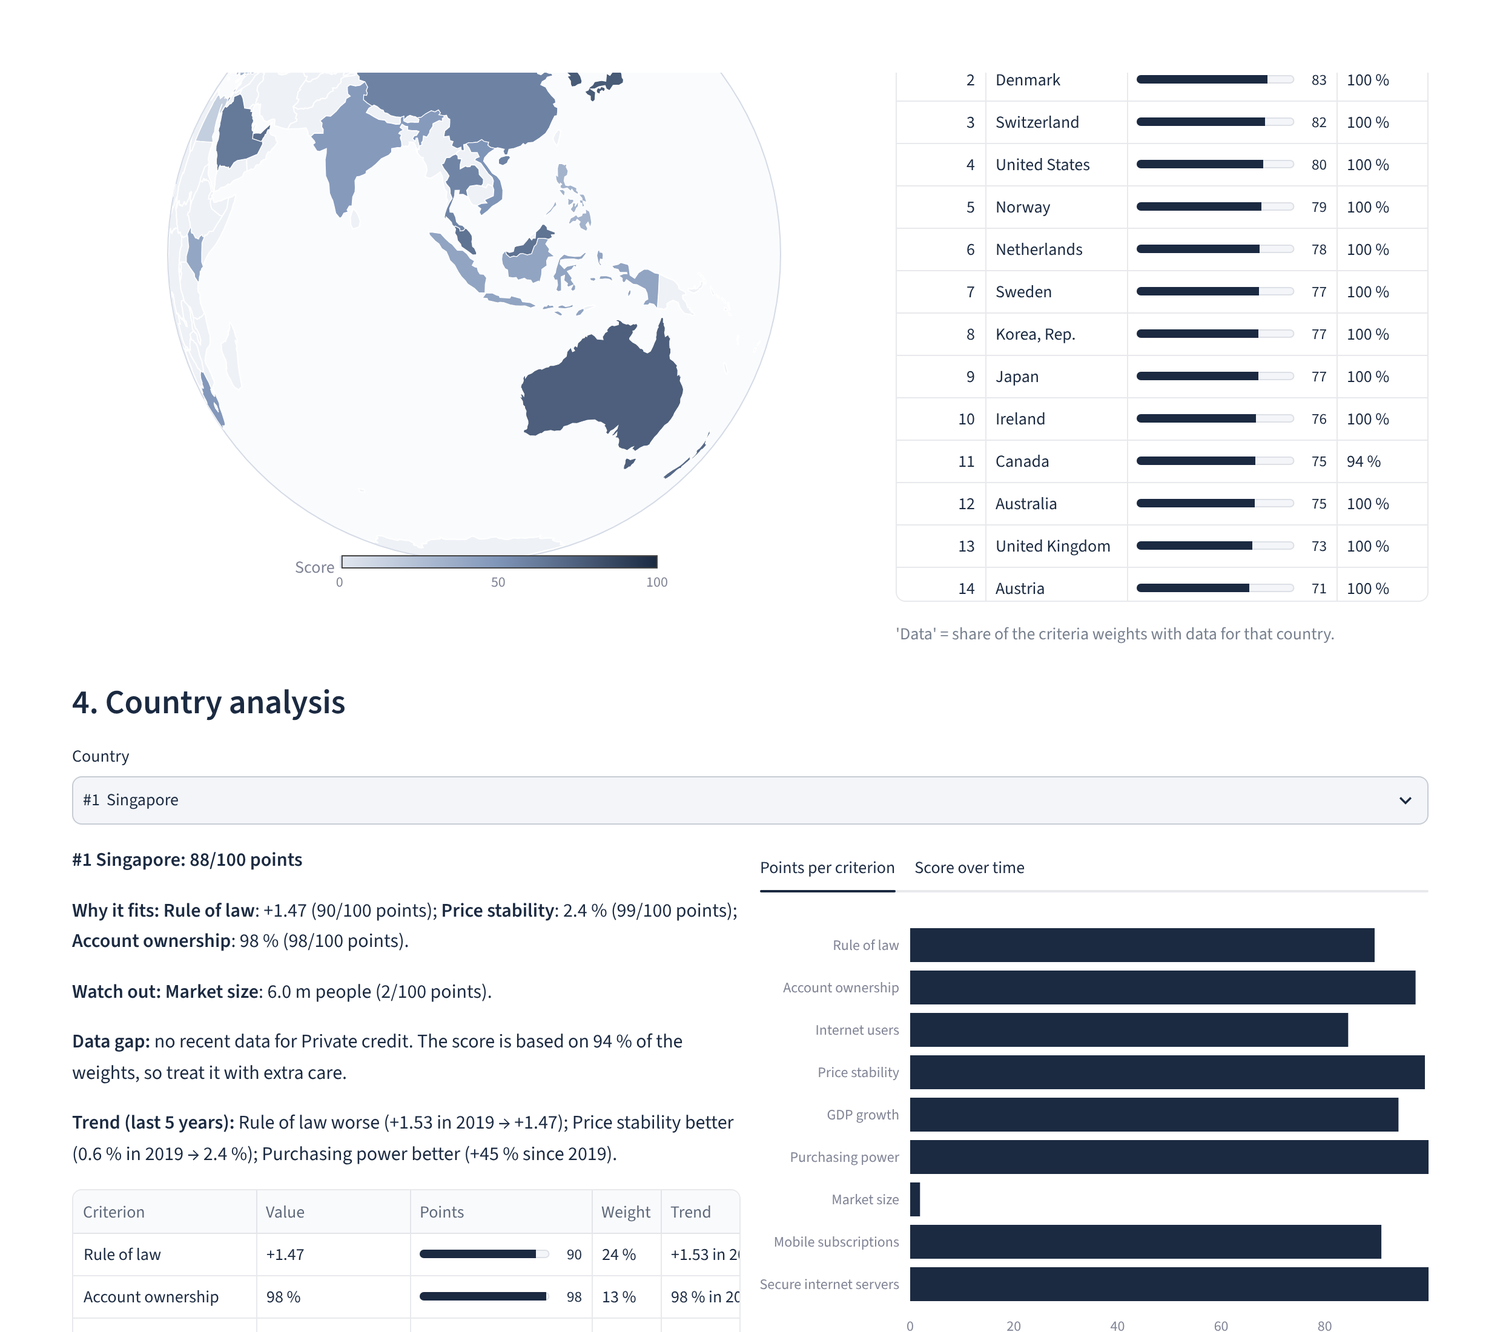 2 Denmark 83 100 %
3 Switzerland 82 100 %
4 United States 80 100 %
5 Norway 79 100 %
6 Netherlands 78 100 %
7 Sweden 77 100 %
8 Korea, Rep. 77 100 %
9 Japan 77 100 %
10 Ireland 76 100 %
11 Canada 75 94 %
12 Australia 75 100 %
13 United Kingdom 73 100 %
14 Austria 71 100 %
Score
0 50 100
'Data' = share of the criteria weights with data for that country.
4. Country analysis
Country
#1 Singapore
#1 Singapore: 88/100 points
Why it fits: Rule of law: +1.47 (90/100 points); Price stability: 2.4 % (99/100 points);
Account ownership: 98 % (98/100 points).
Watch out: Market size: 6.0 m people (2/100 points).
Data gap: no recent data for Private credit. The score is based on 94 % of the
weights, so treat it with extra care.
Trend (last 5 years): Rule of law worse (+1.53 in 2019 → +1.47); Price stability better
(0.6 % in 2019 → 2.4 %); Purchasing power better (+45 % since 2019).
Criterion Value Points Weight Trend
Rule of law +1.47 90 24 % +1.53 in 20
Account ownership 98 % 98 13 % 98 % in 20
Points per criterion Score over time
Rule of law
Account ownership
Internet users
Price stability
GDP growth
Purchasing power
Market size
Mobile subscriptions
Secure internet servers
0 20 40 60 80